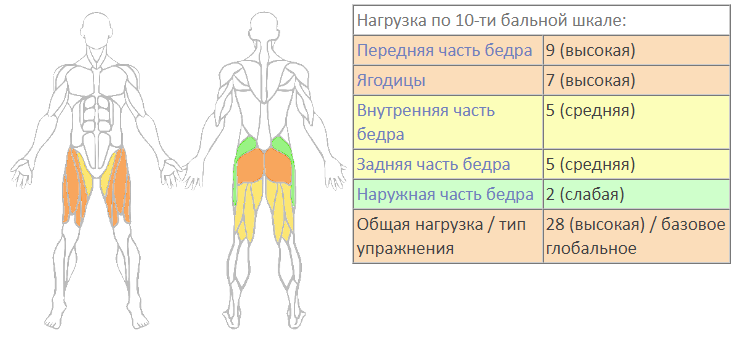 Нагрузка по 10-ти бальной шкале:
Передняя часть бедра 9 (высокая)
Ягодицы 7 (высокая)
Внутренняя часть 5 (средняя)
бедра
Задняя часть бедра 5 (средняя)
Наружная часть бедра 2 (слабая)
Общая нагрузка / тип 28 (высокая) / базовое
упражнения глобальное